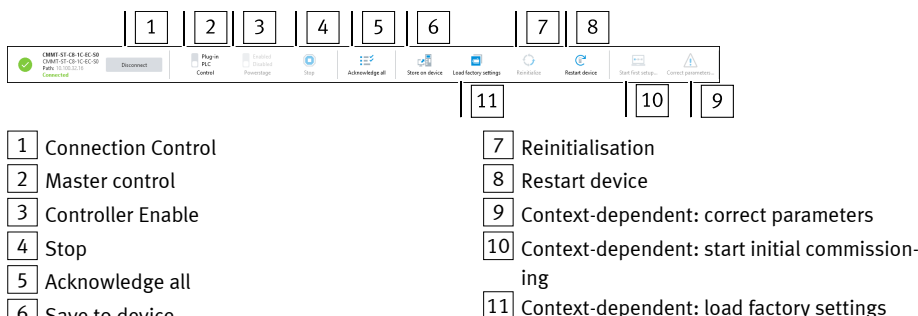 1 2 3 4 5 6 7 8
CMMT-ST-C8-1C-EC-S0
CMMT-ST-C8-1C-EC-S0
Path: 10.100.32.16
Connected
Disconnect
Plug-in
PLC
Control
Enabled
Disabled
Powerstage
Stop
Acknowledge all
Store on device
Load factory settings
Reinitialize
Restart device
Start first setup...
Correct parameters...
11 10 9
1 Connection Control
2 Master control
3 Controller Enable
4 Stop
5 Acknowledge all
6 Save to device
7 Reinitialisation
8 Restart device
9 Context-dependent: correct parameters
10 Context-dependent: start initial commission-
ing
11 Context-dependent: load factory settings